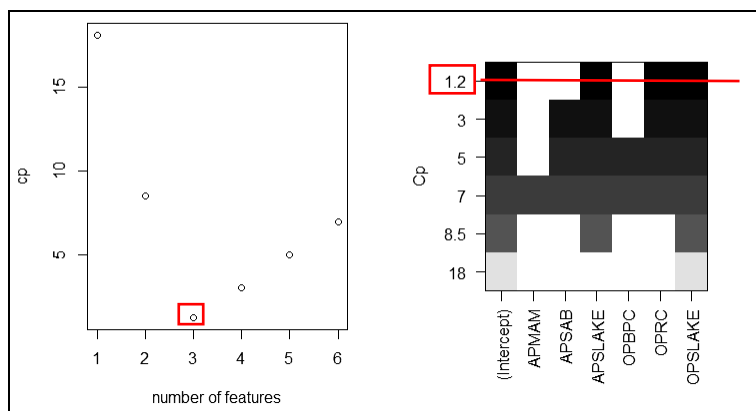 cp
15
10
5
1 2 3 4 5 6
number of features
Cp
1.2
3
5
7
8.5
18
(Intercept)
APMAM
APSAB
APSLAKE
OPBPC
OPRC
OPSLAKE